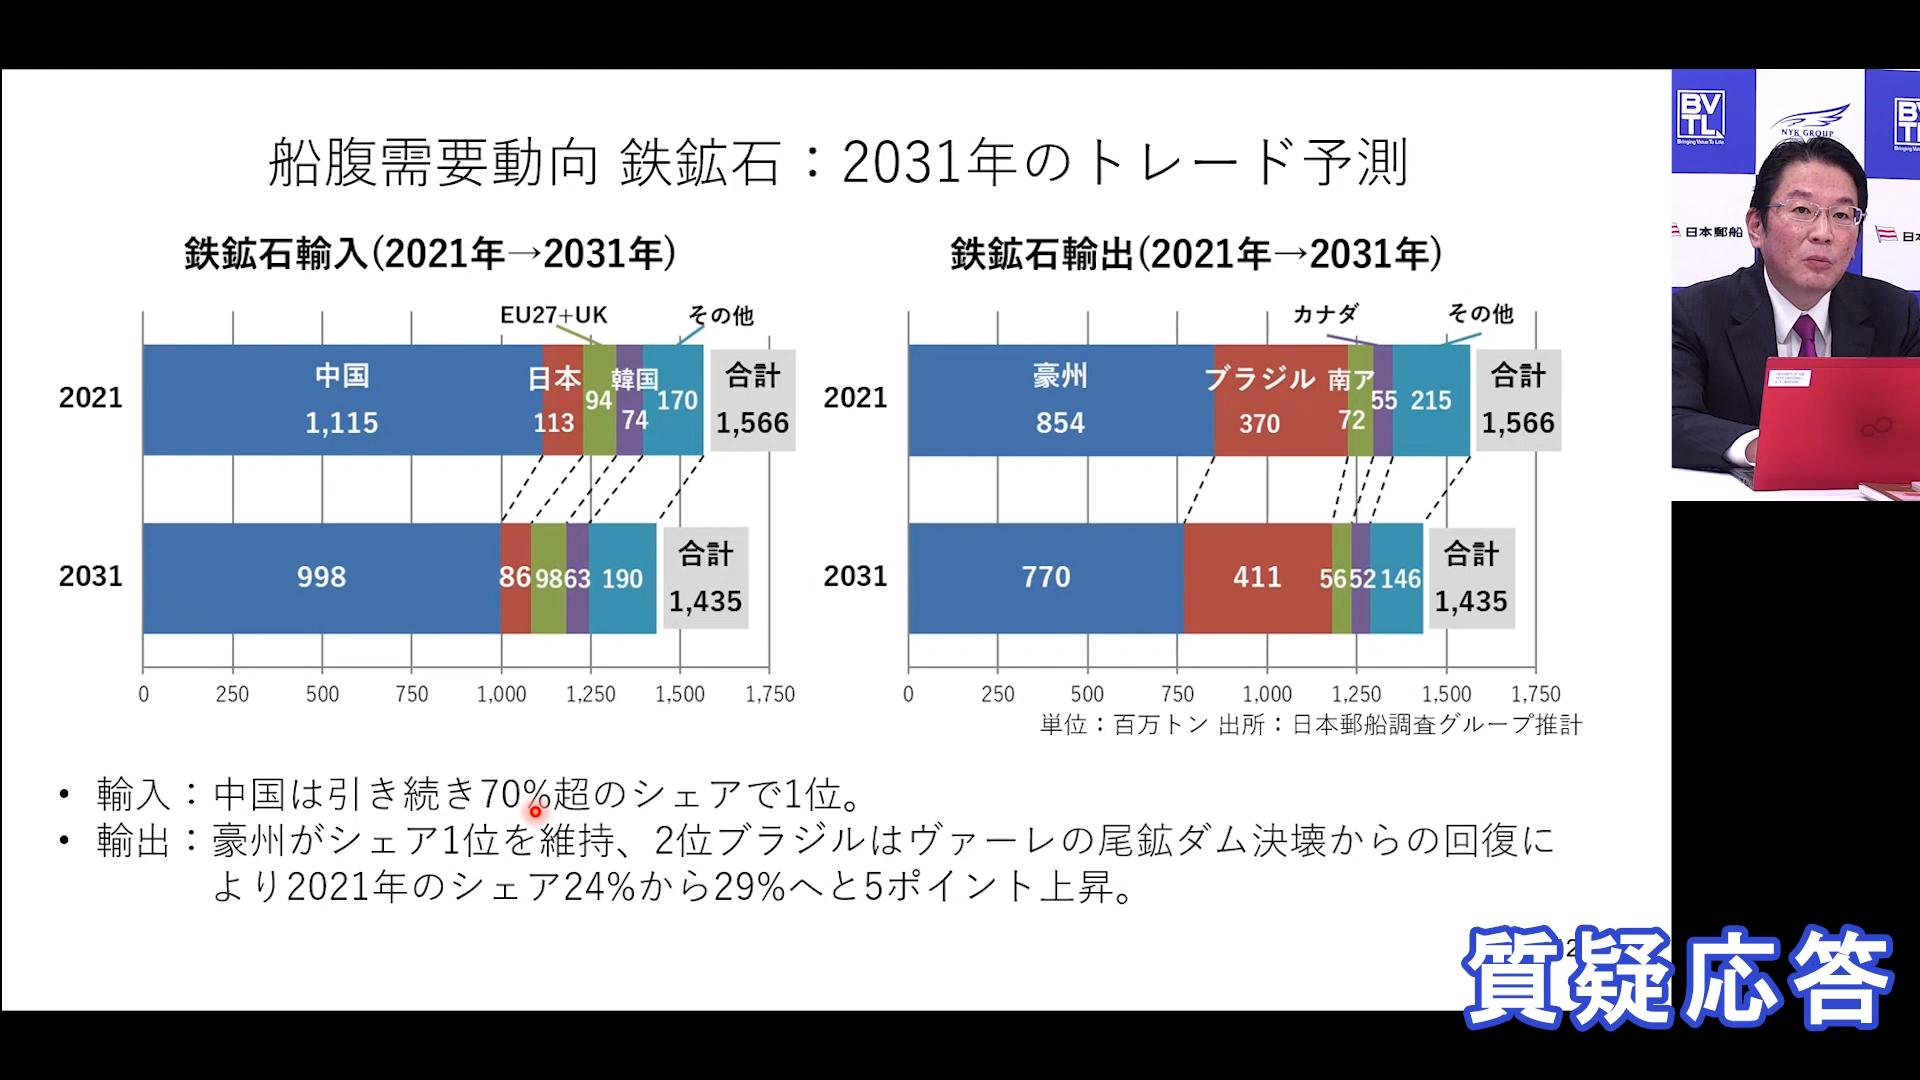 船腹需要動向 鉄鉱石：2031年のトレード予測
鉄鉱石輸入(2021年→2031年)
EU27+UK
その他
2021
中国
1,115
日本
113
94
韓国
74
170
合計
1,566
2031
998
86
98
63
190
合計
1,435
0 250 500 750 1,000 1,250 1,500 1,750
鉄鉱石輸出(2021年→2031年)
カナダ
その他
2021
豪州
854
ブラジル
370
南ア
72
55
215
合計
1,566
2031
770
411
56
52
146
合計
1,435
0 250 500 750 1,000 1,250 1,500 1,750
単位：百万トン 出所：日本郵船調査グループ推計
• 輸入：中国は引き続き70%超のシェアで1位。
• 輸出：豪州がシェア1位を維持、2位ブラジルはヴァーレの尾鉱ダム決壊からの回復に
より2021年のシェア24%から29%へと5ポイント上昇。
BVTL
Bringing Value To Life
NYK GROUP
日本郵船
質疑応答